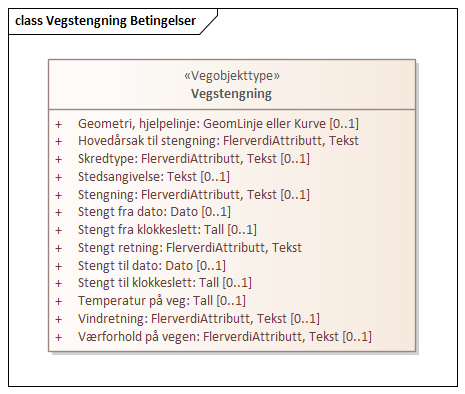 class Vegstengning Betingelser
«Vegobjekttype»
Vegstengning
+ Geometri, hjelpelinje: GeomLinje eller Kurve [0..1]
+ Hovedårsak til stengning: FlerverdiAttributt, Tekst
+ Skredtype: FlerverdiAttributt, Tekst [0..1]
+ Stedsangivelse: Tekst [0..1]
+ Stengning: FlerverdiAttributt, Tekst [0..1]
+ Stengt fra dato: Dato [0..1]
+ Stengt fra klokkeslett: Tall [0..1]
+ Stengt retning: FlerverdiAttributt, Tekst
+ Stengt til dato: Dato [0..1]
+ Stengt til klokkeslett: Tall [0..1]
+ Temperatur på veg: Tall [0..1]
+ Vindretning: FlerverdiAttributt, Tekst [0..1]
+ Værforhold på vegen: FlerverdiAttributt, Tekst [0..1]